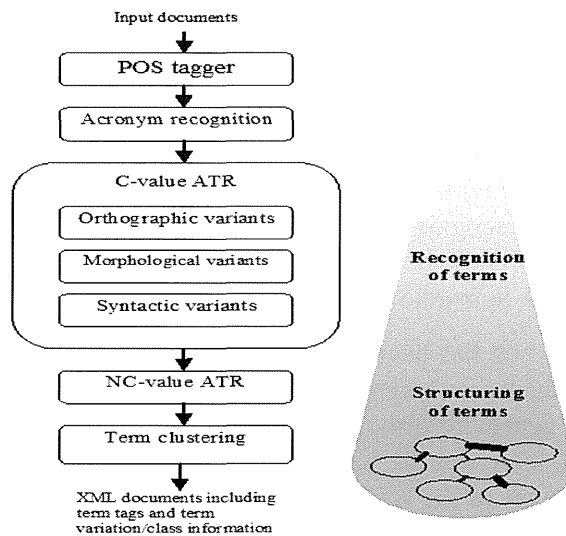 Input documents
POS tagger
Acronym recognition
C-value ATR
Orthographic variants
Morphological variants
Syntactic variants
NC-value ATR
Term clustering
XML documents including
term tags and term
variation/class information
Recognition
of terms
Structuring
of terms